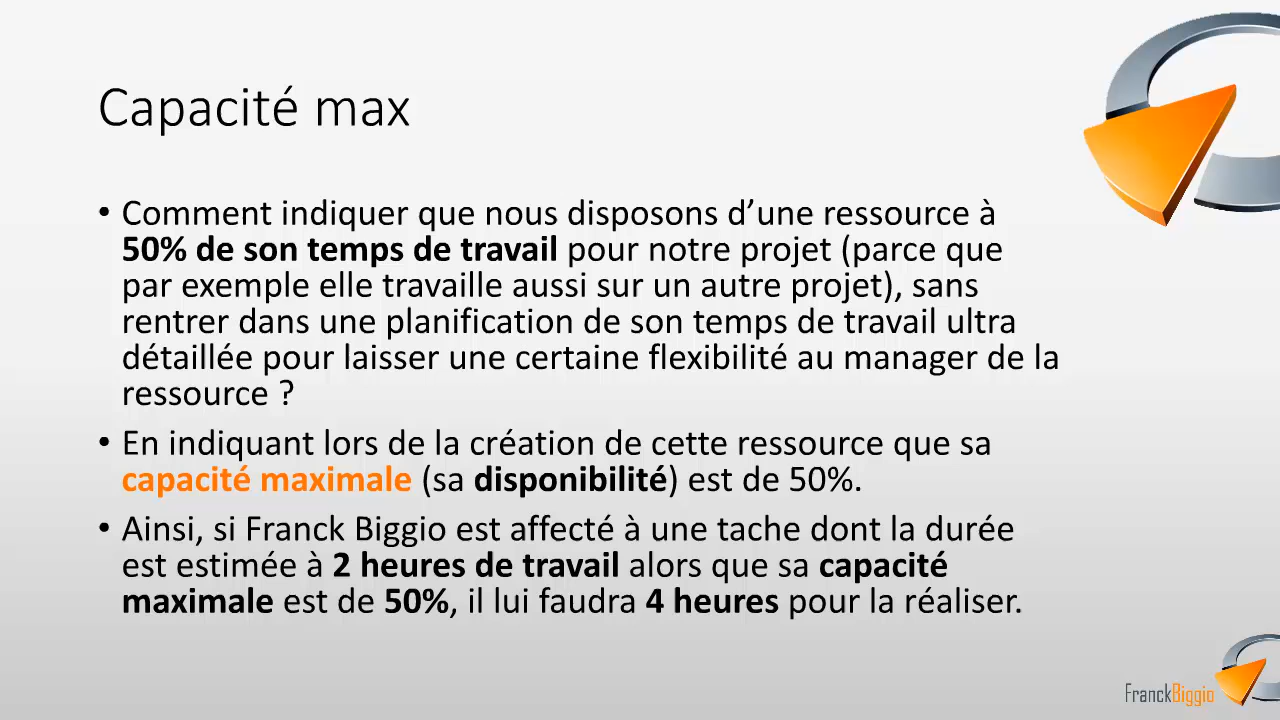 Capacité max
• Comment indiquer que nous disposons d’une ressource à
50% de son temps de travail pour notre projet (parce que
par exemple elle travaille aussi sur un autre projet), sans
rentrer dans une planification de son temps de travail ultra
détaillée pour laisser une certaine flexibilité au manager de la
ressource ?
• En indiquant lors de la création de cette ressource que sa
capacité maximale (sa disponibilité) est de 50%.
• Ainsi, si Franck Biggio est affecté à une tache dont la durée
est estimée à 2 heures de travail alors que sa capacité
maximale est de 50%, il lui faudra 4 heures pour la réaliser.
FranckBiggio